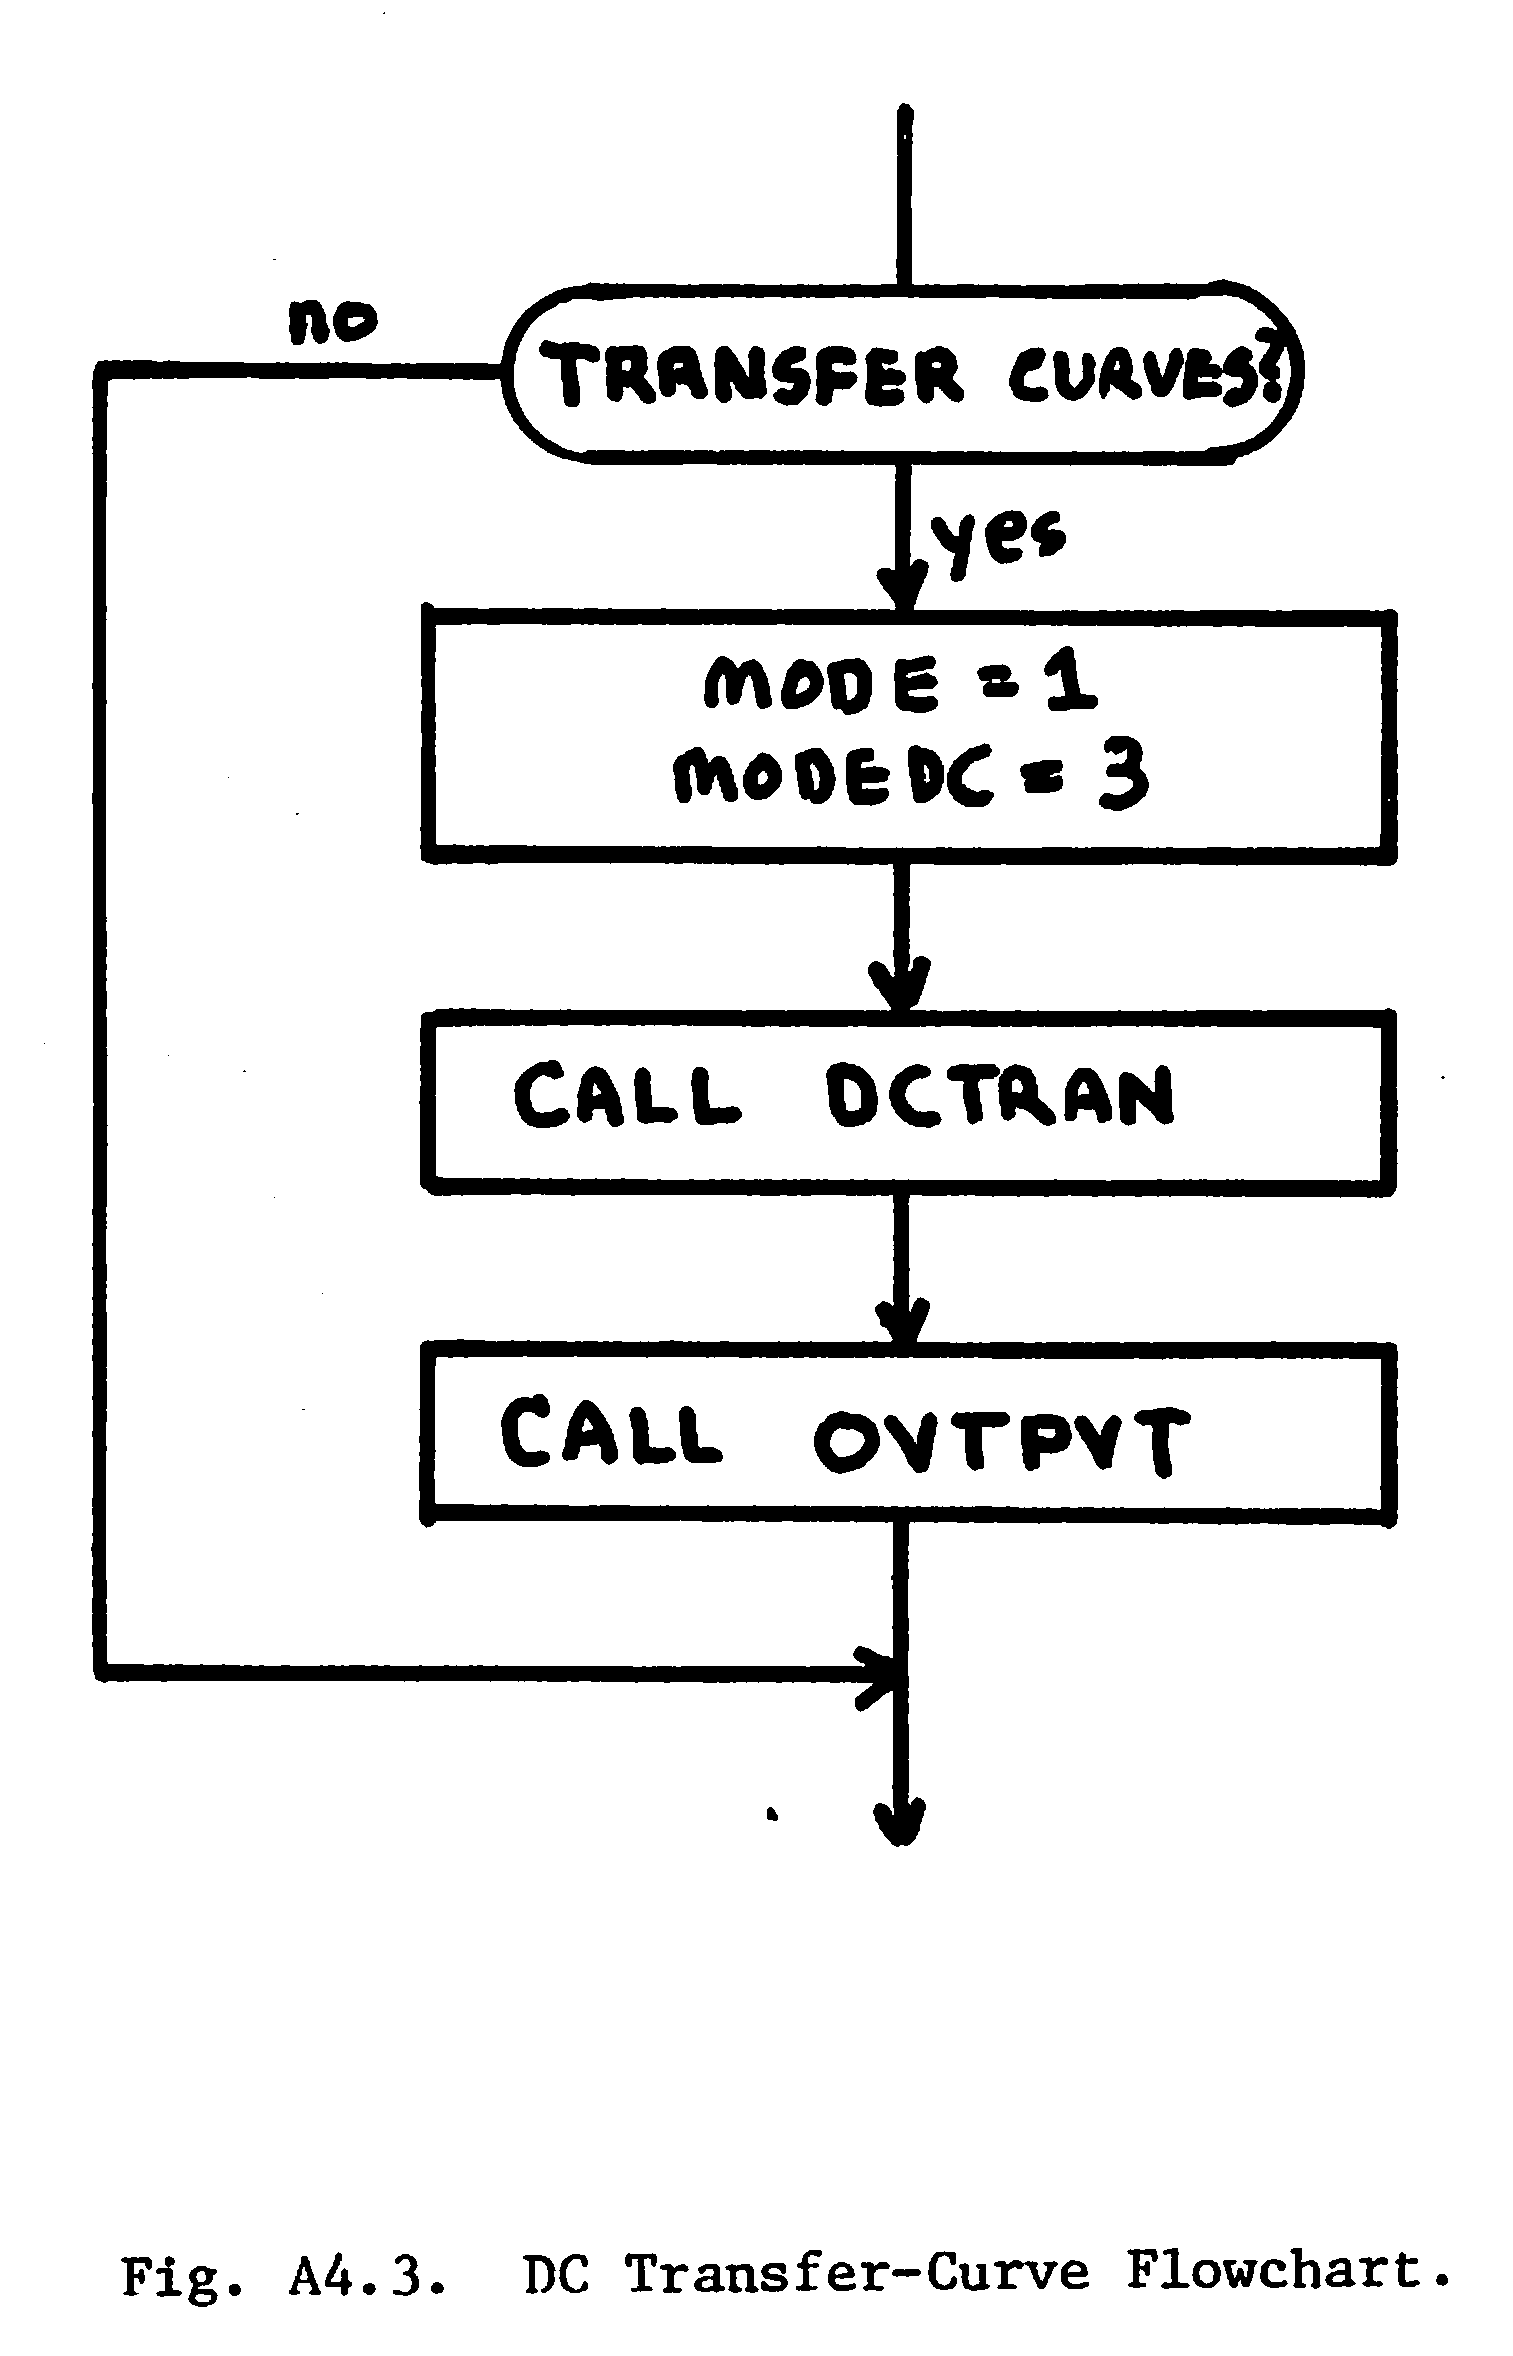 no
TRANSFER CURVES?
yes
MODE = 1
MODEDC = 3
CALL DCTRAN
CALL OVTPVT
Fig. A4.3. DC Transfer-Curve Flowchart.